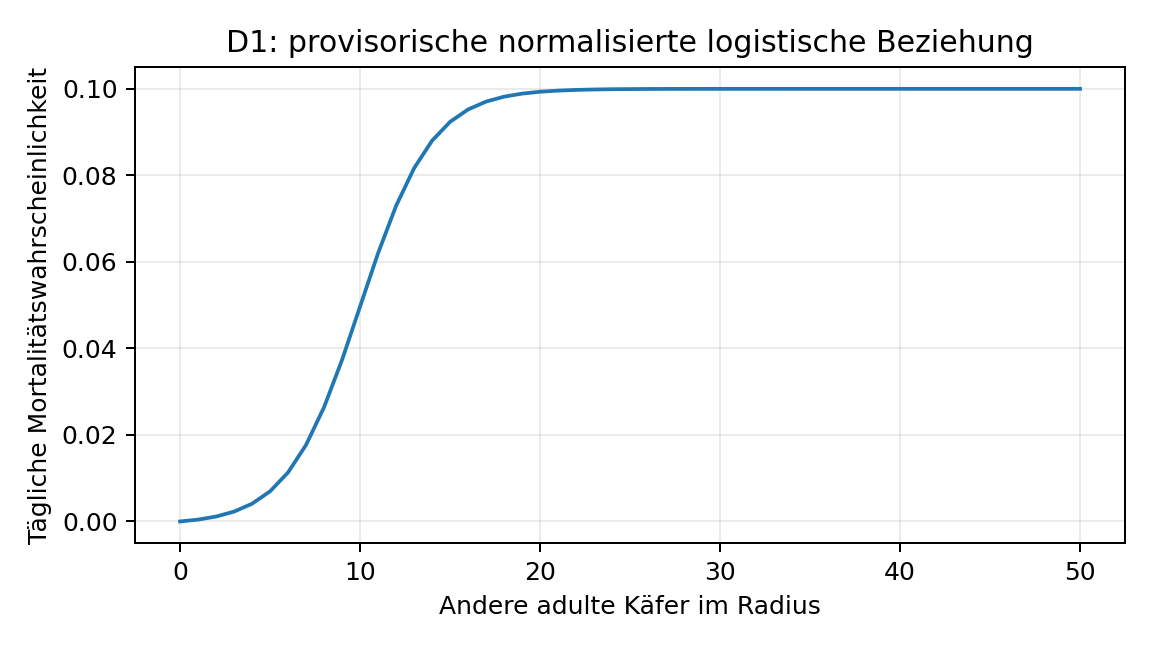 D1: provisorische normalisierte logistische Beziehung
Tägliche Mortalitätswahrscheinlichkeit
0.10
0.08
0.06
0.04
0.02
0.00
0 10 20 30 40 50
Andere adulte Käfer im Radius